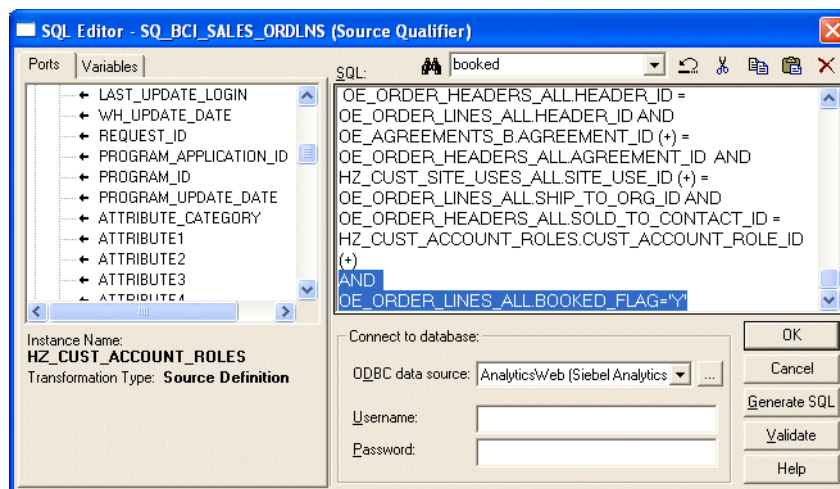 SQL Editor - SQ_BCI_SALES_ORDLNS (Source Qualifier)
Ports
Variables
SQL:
booked
LAST_UPDATE_LOGIN
WH_UPDATE_DATE
REQUEST_ID
PROGRAM_APPLICATION_ID
PROGRAM_ID
PROGRAM_UPDATE_DATE
ATTRIBUTE_CATEGORY
ATTRIBUTE1
ATTRIBUTE2
ATTRIBUTE3
ATTRIBUTE4
OE_ORDER_HEADERS_ALL.HEADER_ID =
OE_ORDER_LINES_ALL.HEADER_ID AND
OE_AGREEMENTS_B.AGREEMENT_ID (+) =
OE_ORDER_HEADERS_ALL.AGREEMENT_ID AND
HZ_CUST_SITE_USES_ALL.SITE_USE_ID (+) =
OE_ORDER_LINES_ALL.SHIP_TO_ORG_ID AND
OE_ORDER_HEADERS_ALL.SOLD_TO_CONTACT_ID =
HZ_CUST_ACCOUNT_ROLES.CUST_ACCOUNT_ROLE_ID
(+)
AND
OE_ORDER_LINES_ALL.BOOKED_FLAG='Y'
Instance Name:
HZ_CUST_ACCOUNT_ROLES
Transformation Type: Source Definition
Connect to database:
ODBC data source:
AnalyticsWeb (Siebel Analytics
...
Username:
Password:
OK
Cancel
Generate SQL
Validate
Help